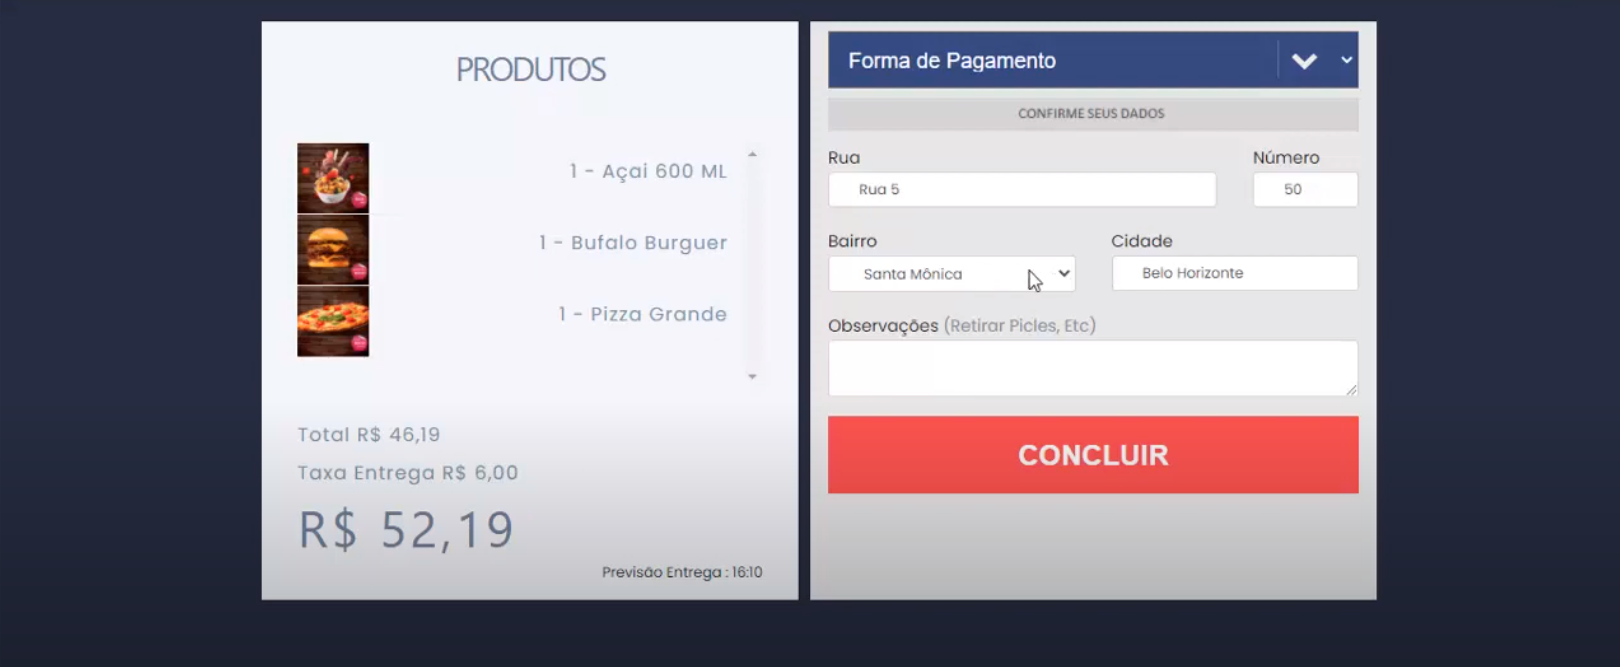 PRODUTOS
1 - Açai 600 ML
1 - Bufalo Burguer
1 - Pizza Grande
Total R$ 46,19
Taxa Entrega R$ 6,00
R$ 52,19
Previsão Entrega : 16:10
Forma de Pagamento
CONFIRME SEUS DADOS
Rua
Número
Rua 5
50
Bairro
Cidade
Santa Mônica
Belo Horizonte
Observações (Retirar Picles, Etc)
CONCLUIR